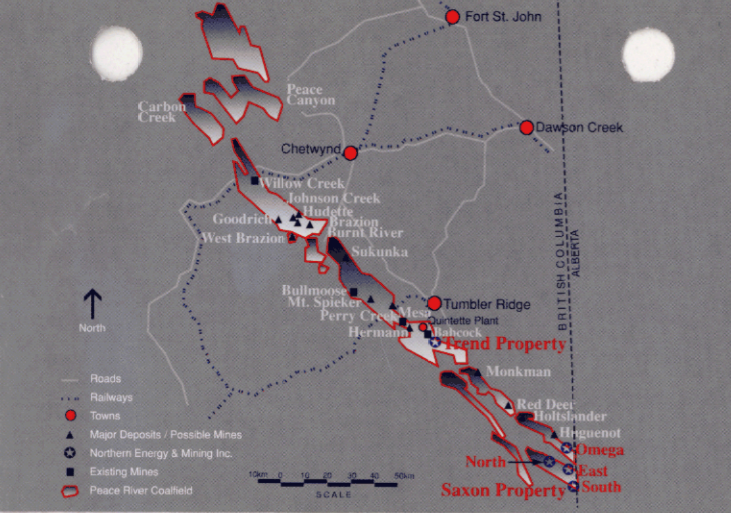 Fort St. John
Peace
Canyon
Carbon
Creek
Dawson Creek
Chetwynd
Willow Creek
Johnson Creek
Hudette
Goodrich
Brazion
Burnt River
West Brazion
Sukunka
BRITISH COLUMBIA
ALBERTA
Bullmoose
Mt. Spieker
Tumbler Ridge
Mesa
Perry Creek
Quintette Plant
Hermann
Babcock
Trend Property
North
Monkman
Red Deer
Holtslander
Huguenot
Omega
North
East
South
Saxon Property
Roads
Railways
Towns
Major Deposits / Possible Mines
Northern Energy & Mining Inc.
Existing Mines
Peace River Coalfield
10km 0 10 20 30 40 50km
SCALE